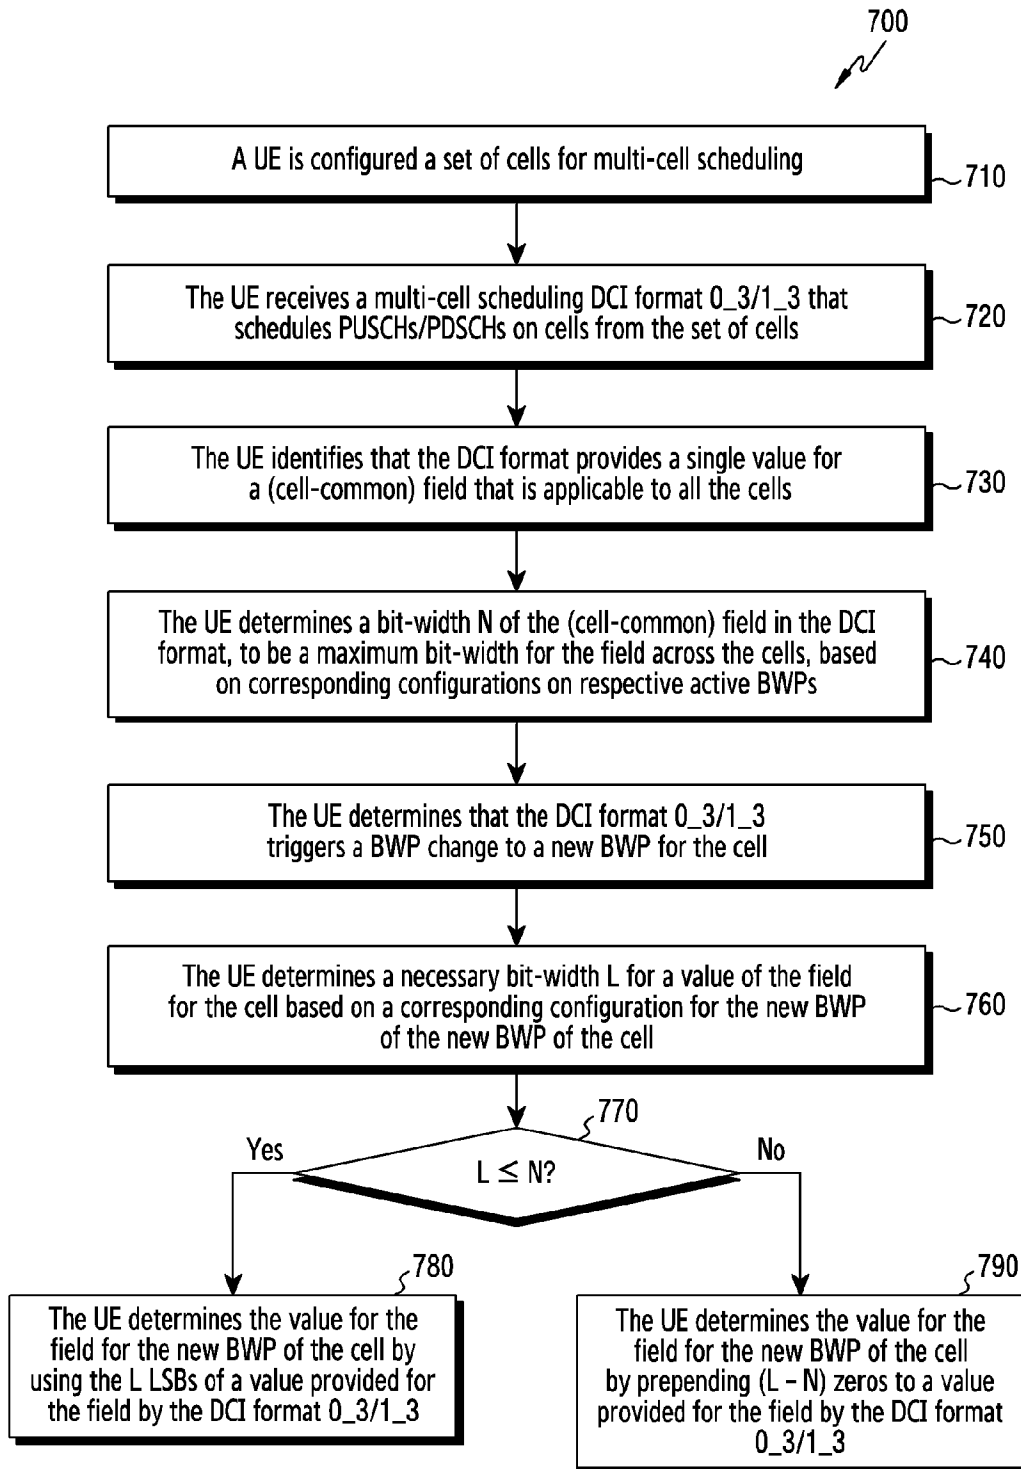 700
A UE is configured a set of cells for multi-cell scheduling
710
The UE receives a multi-cell scheduling DCI format 0_3/1_3 that
schedules PUSCHs/PDSCHs on cells from the set of cells
720
The UE identifies that the DCI format provides a single value for
a (cell-common) field that is applicable to all the cells
730
The UE determines a bit-width N of the (cell-common) field in the DCI
format, to be a maximum bit-width for the field across the cells, based
on corresponding configurations on respective active BWPs
740
The UE determines that the DCI format 0_3/1_3
triggers a BWP change to a new BWP for the cell
750
The UE determines a necessary bit-width L for a value of the field
for the cell based on a corresponding configuration for the new BWP
of the new BWP of the cell
760
770
Yes
L ≤ N?
No
780
The UE determines the value for the
field for the new BWP of the cell by
using the L LSBs of a value provided for
the field by the DCI format 0_3/1_3
790
The UE determines the value for the
field for the new BWP of the cell
by prepending (L – N) zeros to a value
provided for the field by the DCI format
0_3/1_3